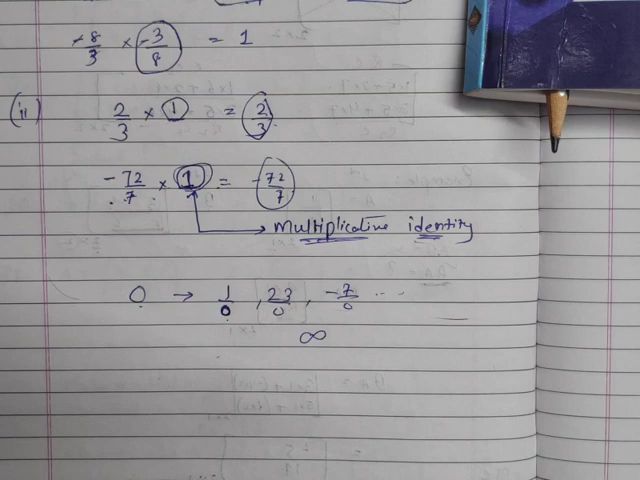 -8/3 × -3/8 = 1
(ii) 2/3 × 1 = 2/3
-72/7 × 1 = -72/7
Multiplicative identity
0 → 1/0, 23/0, -7/0 ...
∞